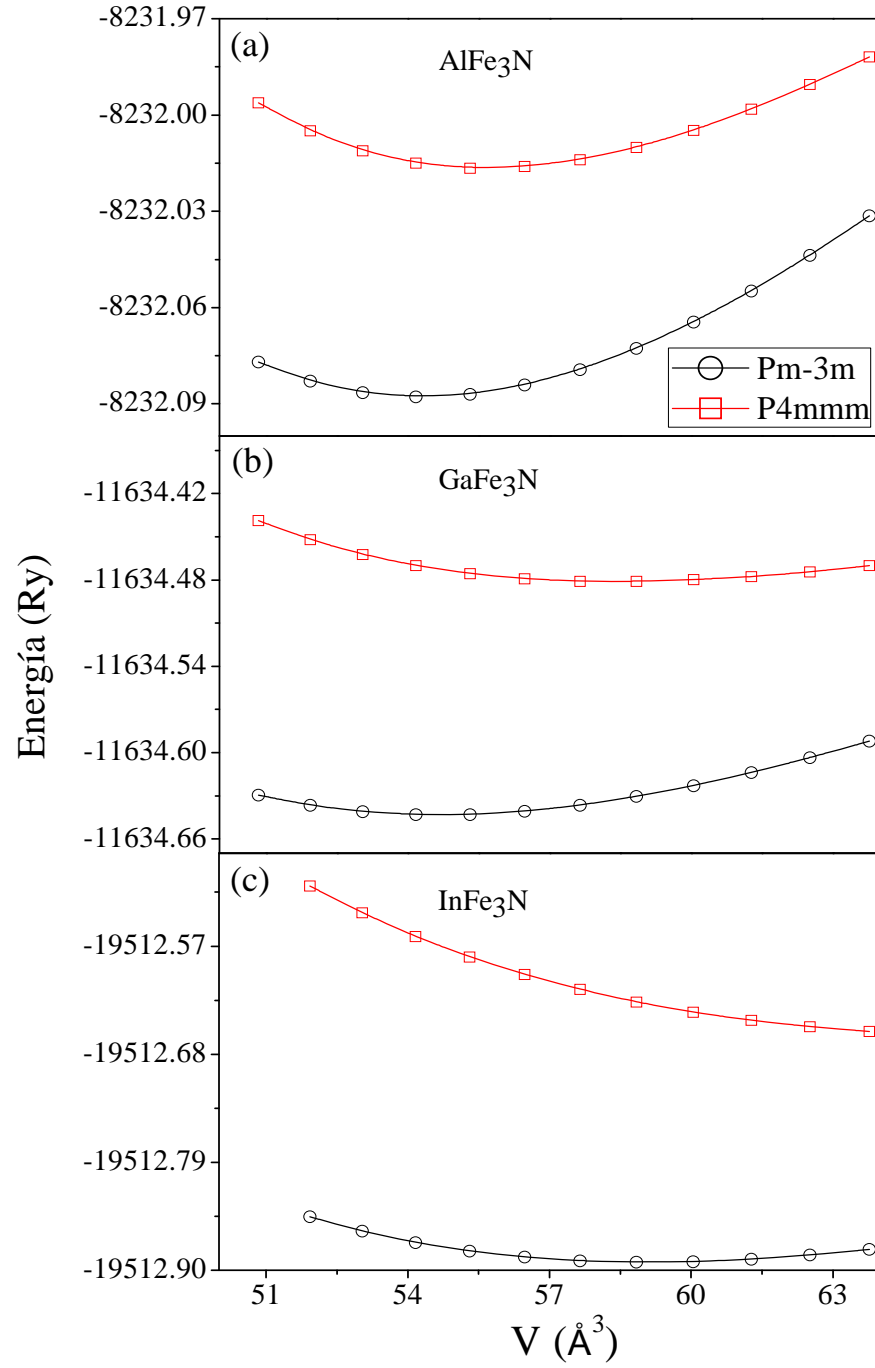 (a)
AlFe3N
-8231.97
-8232.00
-8232.03
-8232.06
-8232.09
Pm-3m
P4mmm
(b)
GaFe3N
-11634.42
-11634.48
-11634.54
-11634.60
-11634.66
(c)
InFe3N
-19512.57
-19512.68
-19512.79
-19512.90
Energía (Ry)
51 54 57 60 63
V (Å3)